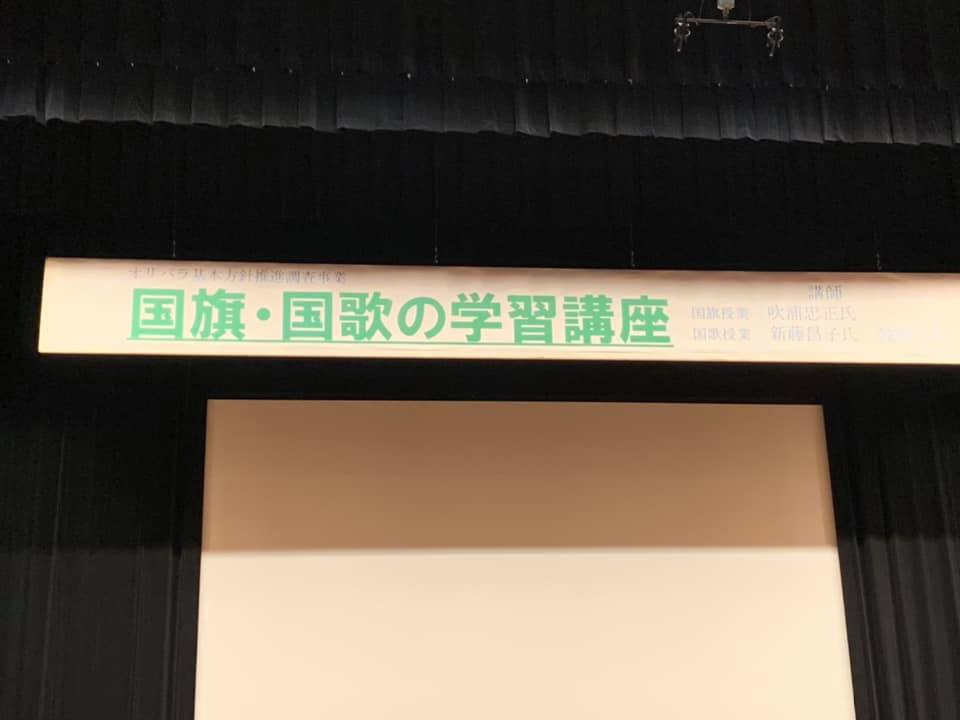 オリパラ基本方針推進調査事業
国旗・国歌の学習講座
講師
国旗授業 吹浦忠正氏
国歌授業 新藤昌子氏